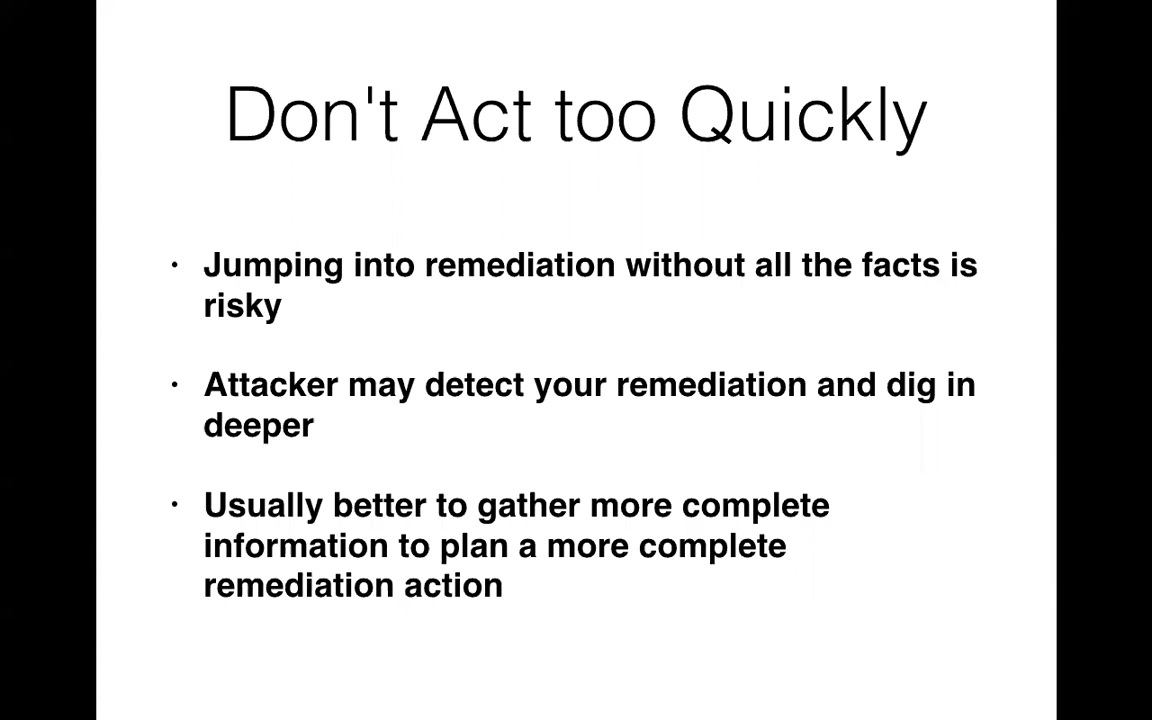 Don't Act too Quickly
• Jumping into remediation without all the facts is
risky
• Attacker may detect your remediation and dig in
deeper
• Usually better to gather more complete
information to plan a more complete
remediation action